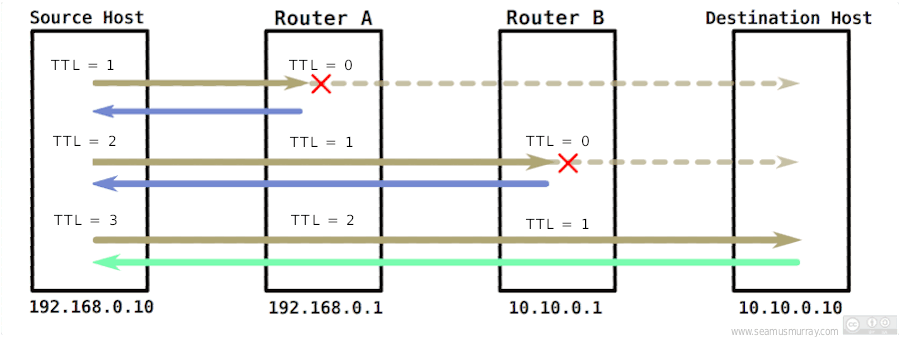 Source Host
Router A
Router B
Destination Host
TTL = 1
TTL = 0
TTL = 2
TTL = 1
TTL = 0
TTL = 3
TTL = 2
TTL = 1
192.168.0.10
192.168.0.1
10.10.0.1
10.10.0.10
www.seamusmurray.com